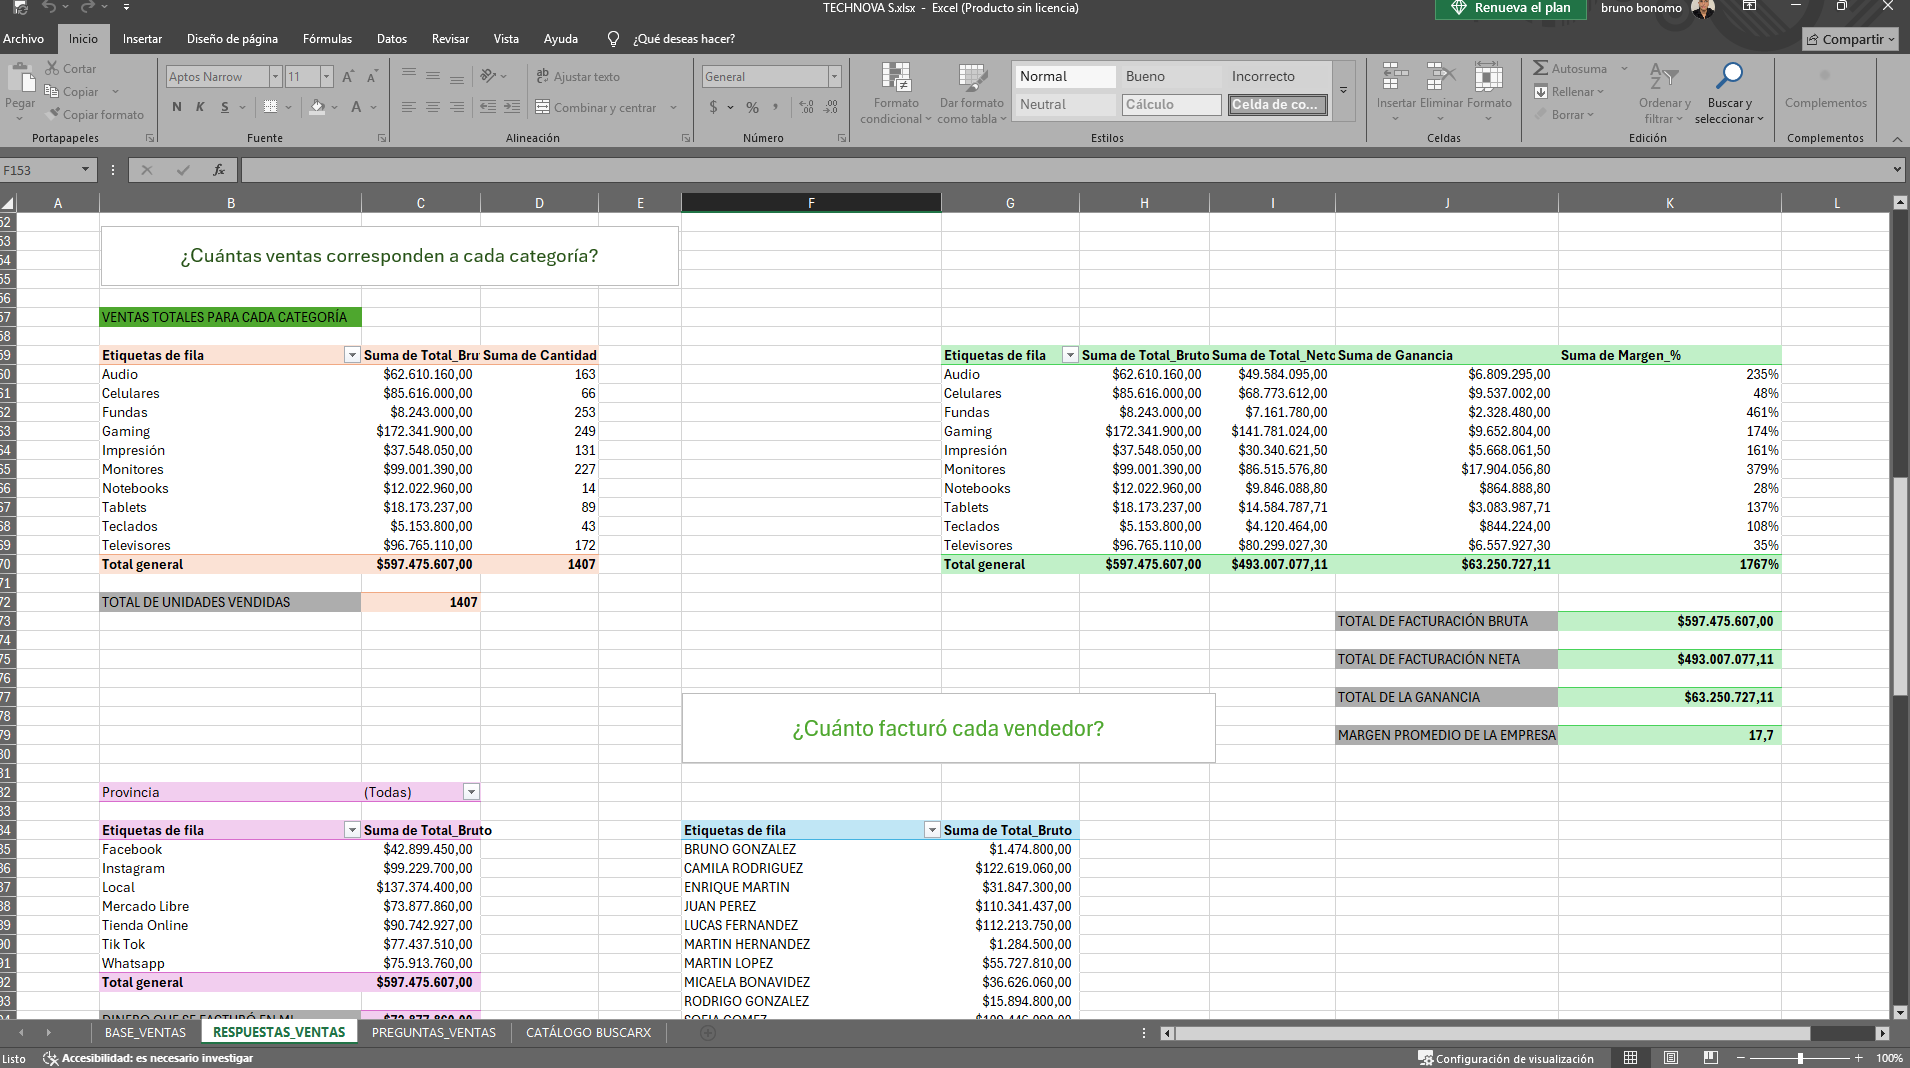 TECHNOVA S.xlsx - Excel (Producto sin licencia)
Renueva el plan
bruno bonomo
Archivo Inicio Insertar Diseño de página Fórmulas Datos Revisar Vista Ayuda ¿Qué deseas hacer? Compartir
Pegar
Cortar
Copiar
Copiar formato
Portapapeles
Aptos Narrow 11
N K S
Fuente
Ajustar texto
Combinar y centrar
Alineación
General
$ %
Número
Formato condicional
Dar formato como tabla
Normal Bueno Incorrecto
Neutral Cálculo Celda de co...
Estilos
Insertar Eliminar Formato
Celdas
Autosuma
Rellenar
Borrar
Ordenar y filtrar
Buscar y seleccionar
Edición
Complementos
Complementos
F153
fx
A B C D E F G H I J K L
¿Cuántas ventas corresponden a cada categoría?
VENTAS TOTALES PARA CADA CATEGORÍA
Etiquetas de fila Suma de Total_Bru Suma de Cantidad
Audio $62.610.160,00 163
Celulares $85.616.000,00 66
Fundas $8.243.000,00 253
Gaming $172.341.900,00 249
Impresión $37.548.050,00 131
Monitores $99.001.390,00 227
Notebooks $12.022.960,00 14
Tablets $18.173.237,00 89
Teclados $5.153.800,00 43
Televisores $96.765.110,00 172
Total general $597.475.607,00 1407
TOTAL DE UNIDADES VENDIDAS 1407
Etiquetas de fila Suma de Total_Bruto Suma de Total_Neto Suma de Ganancia Suma de Margen_%
Audio $62.610.160,00 $49.584.095,00 $6.809.295,00 235%
Celulares $85.616.000,00 $68.773.612,00 $9.537.002,00 48%
Fundas $8.243.000,00 $7.161.780,00 $2.328.480,00 461%
Gaming $172.341.900,00 $141.781.024,00 $9.652.804,00 174%
Impresión $37.548.050,00 $30.340.621,50 $5.668.061,50 161%
Monitores $99.001.390,00 $86.515.576,80 $17.904.056,80 379%
Notebooks $12.022.960,00 $9.846.088,80 $864.888,80 28%
Tablets $18.173.237,00 $14.584.787,71 $3.083.987,71 137%
Teclados $5.153.800,00 $4.120.464,00 $844.224,00 108%
Televisores $96.765.110,00 $80.299.027,30 $6.557.927,30 35%
Total general $597.475.607,00 $493.007.077,11 $63.250.727,11 1767%
TOTAL DE FACTURACIÓN BRUTA $597.475.607,00
TOTAL DE FACTURACIÓN NETA $493.007.077,11
TOTAL DE LA GANANCIA $63.250.727,11
MARGEN PROMEDIO DE LA EMPRESA 17,7
¿Cuánto facturó cada vendedor?
Provincia (Todas)
Etiquetas de fila Suma de Total_Bruto
Facebook $42.899.450,00
Instagram $99.229.700,00
Local $137.374.400,00
Mercado Libre $73.877.860,00
Tienda Online $90.742.927,00
Tik Tok $77.437.510,00
Whatsapp $75.913.760,00
Total general $597.475.607,00
DINERO QUE SE FACTURÓ EN ML $73.877.860,00
Etiquetas de fila Suma de Total_Bruto
BRUNO GONZALEZ $1.474.800,00
CAMILA RODRIGUEZ $122.619.060,00
ENRIQUE MARTIN $31.847.300,00
JUAN PEREZ $110.341.437,00
LUCAS FERNANDEZ $112.213.750,00
MARTIN HERNANDEZ $1.284.500,00
MARTIN LOPEZ $55.727.810,00
MICAELA BONAVIDEZ $36.626.060,00
RODRIGO GONZALEZ $15.894.800,00
SOFIA GOMEZ
BASE_VENTAS RESPUESTAS_VENTAS PREGUNTAS_VENTAS CATÁLOGO BUSCARX
Listo Accesibilidad: es necesario investigar
Configuración de visualización
100%